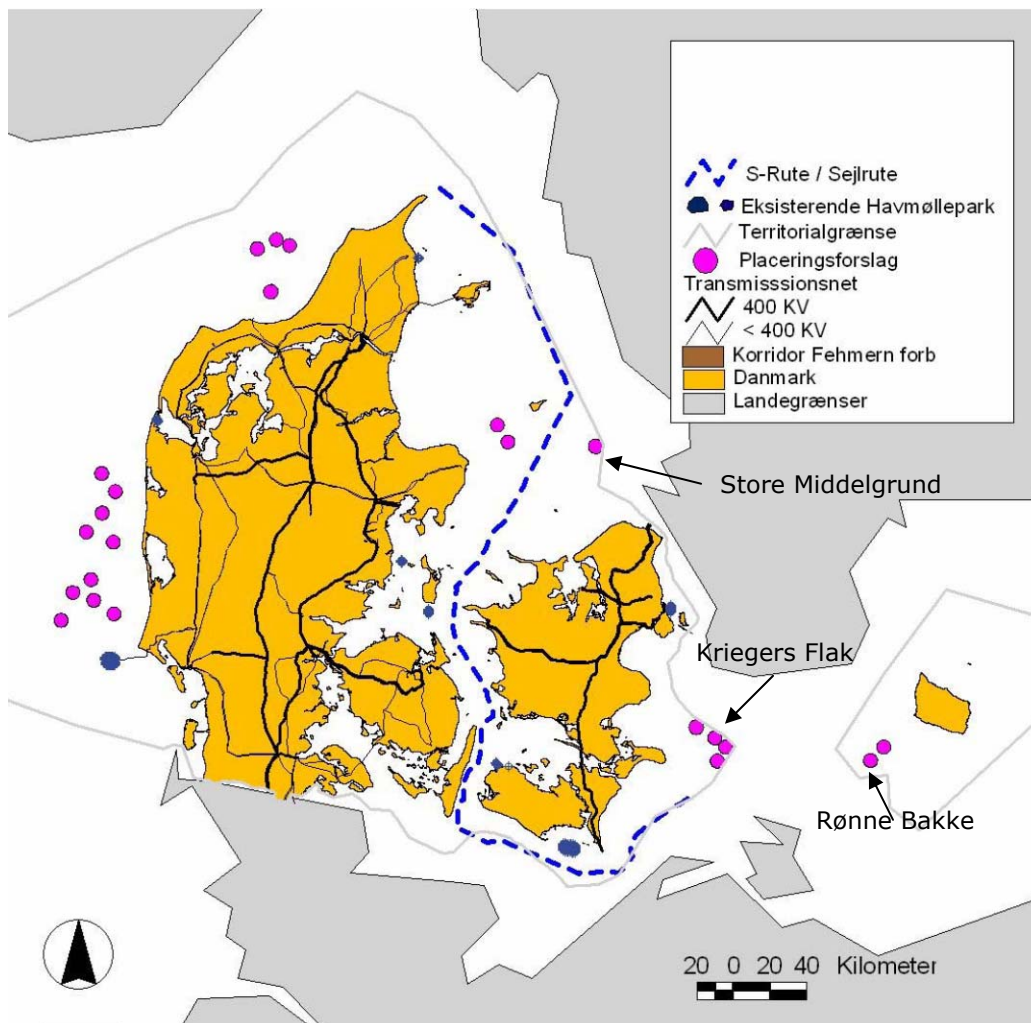 S-Rute / Sejlrute
Eksisterende Havmøllepark
Territorialgrænse
Placeringsforslag
Transmisssionsnet
400 KV
< 400 KV
Korridor Fehmern forb
Danmark
Landegrænser
Store Middelgrund
Kriegers Flak
Rønne Bakke
20 0 20 40 Kilometer